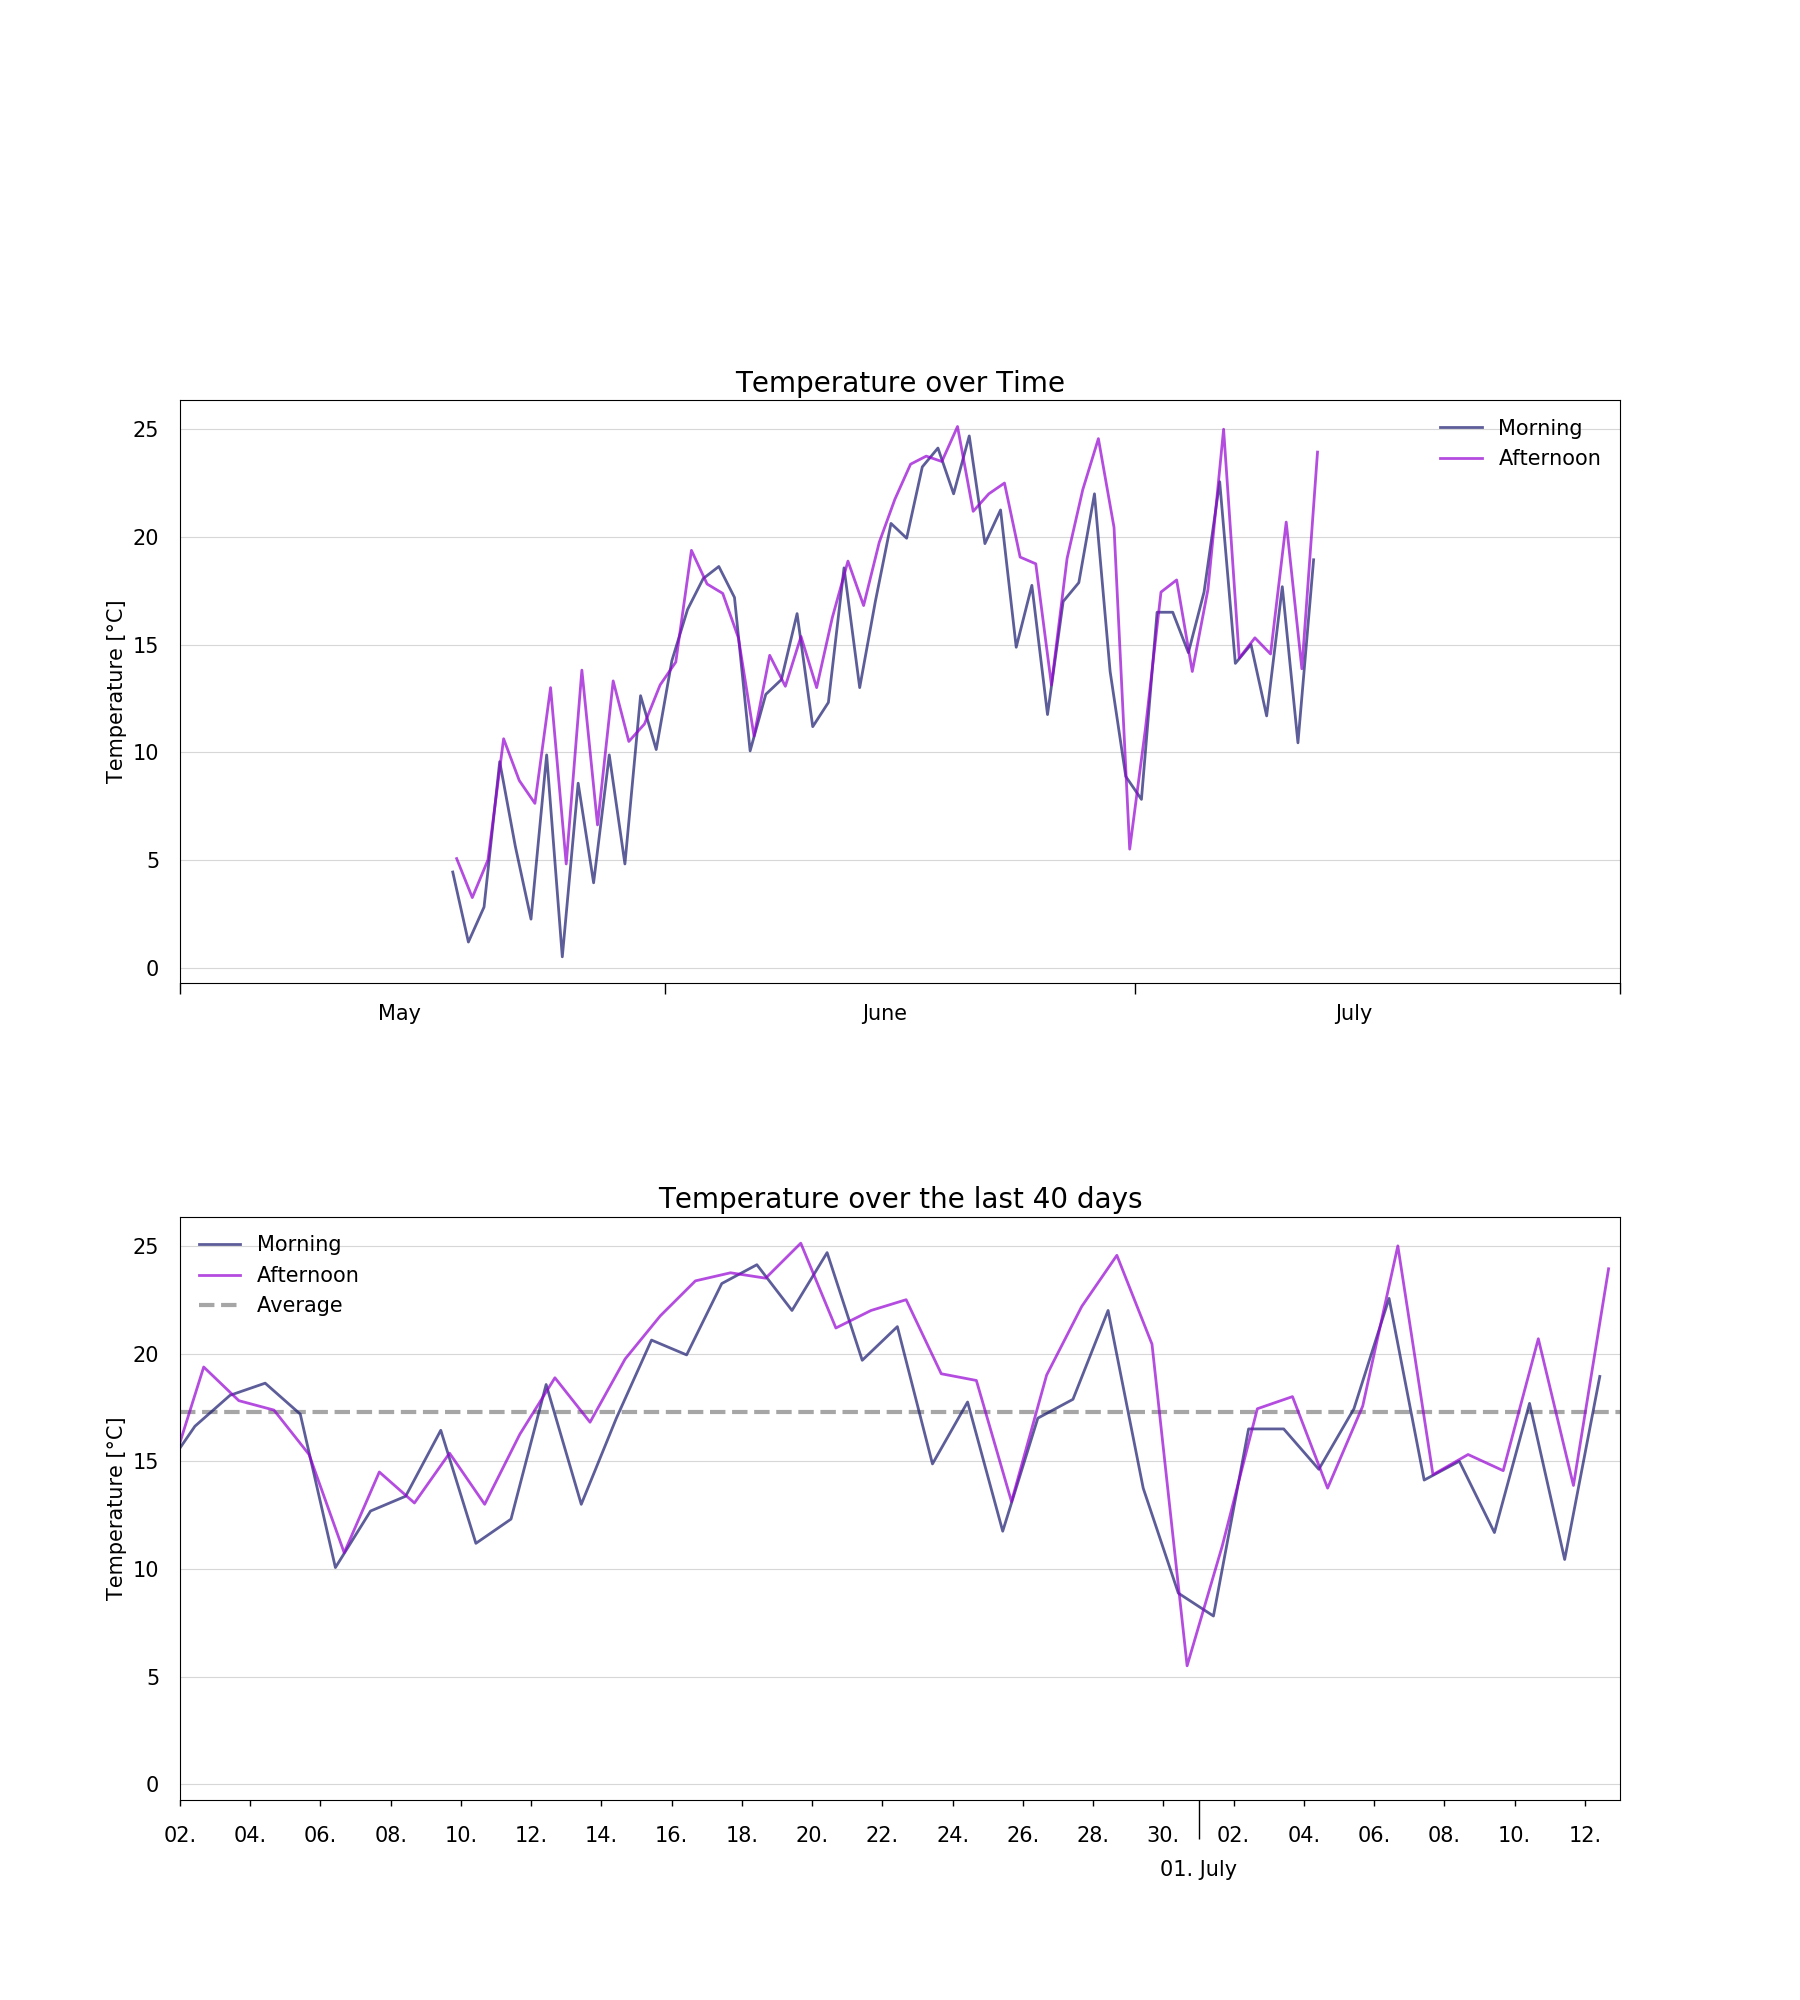 Temperature over Time
Temperature [°C]
25
20
15
10
5
0
Morning
Afternoon
May June July
Temperature over the last 40 days
Temperature [°C]
25
20
15
10
5
0
Morning
Afternoon
Average
02. 04. 06. 08. 10. 12. 14. 16. 18. 20. 22. 24. 26. 28. 30. 02. 04. 06. 08. 10. 12.
01. July